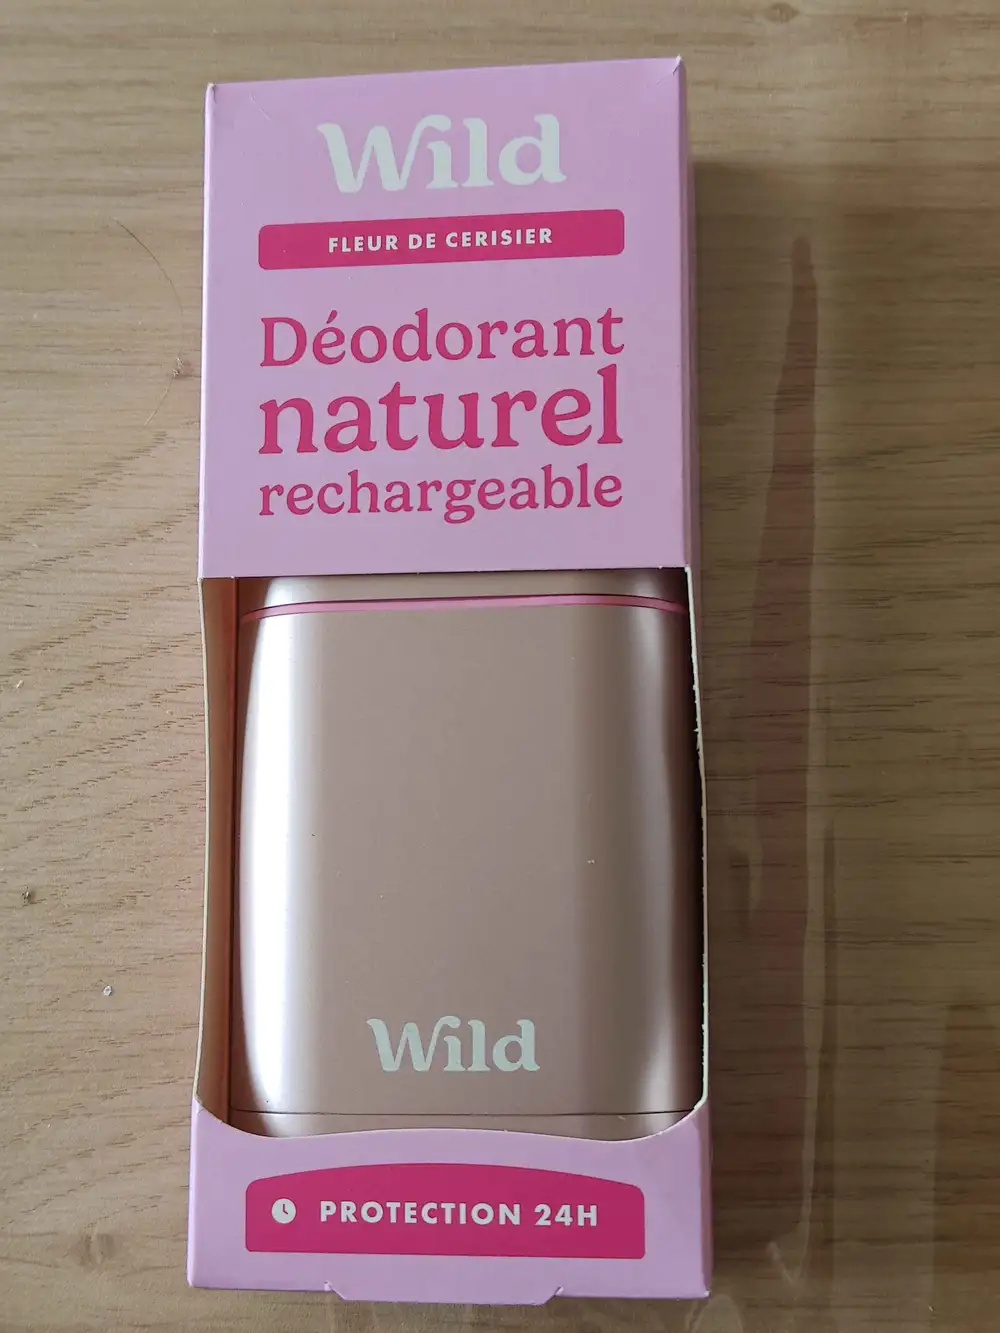 Wild
FLEUR DE CERISIER
Déodorant
naturel
rechargeable
Wild
PROTECTION 24H